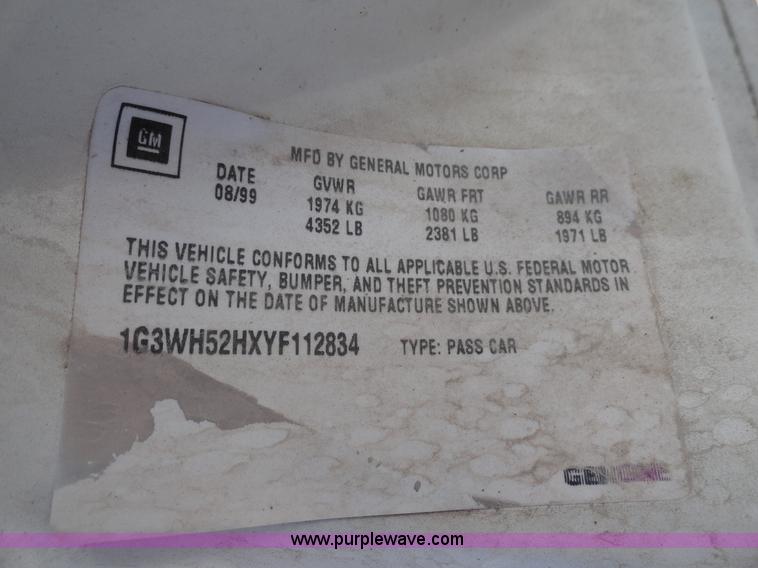 GM
MFD BY GENERAL MOTORS CORP
DATE GVWR GAWR FRT GAWR RR
08/99 1974 KG 1080 KG 894 KG
4352 LB 2381 LB 1971 LB
THIS VEHICLE CONFORMS TO ALL APPLICABLE U.S. FEDERAL MOTOR
VEHICLE SAFETY, BUMPER, AND THEFT PREVENTION STANDARDS IN
EFFECT ON THE DATE OF MANUFACTURE SHOWN ABOVE.
1G3WH52HXYF112834 TYPE: PASS CAR
www.purplewave.com